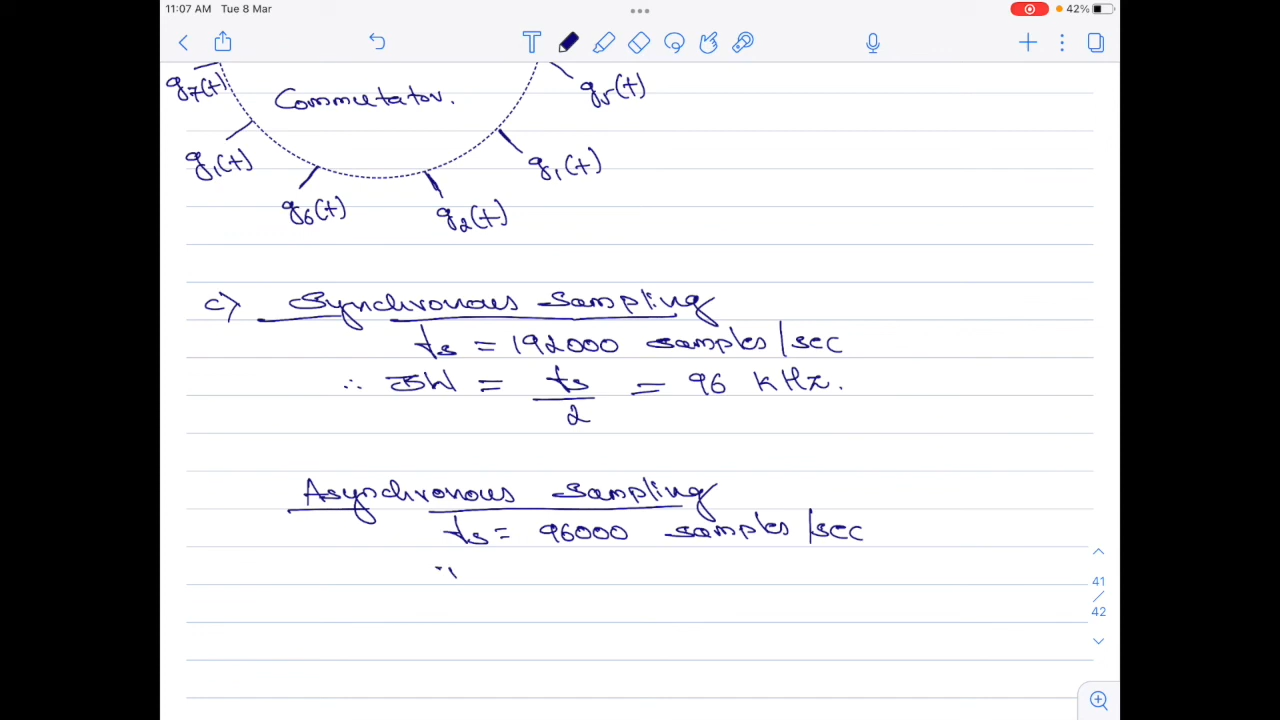 11:07 AM Tue 8 Mar
42%
T
g7(t)
Commutator.
g5(t)
g1(t)
g1(t)
g6(t)
g2(t)
c) Synchronous Sampling
fs = 192000 samples/sec
∴ BW = fs/2 = 96 kHz.
Asynchronous Sampling
fs = 96000 samples/sec
41
/
42